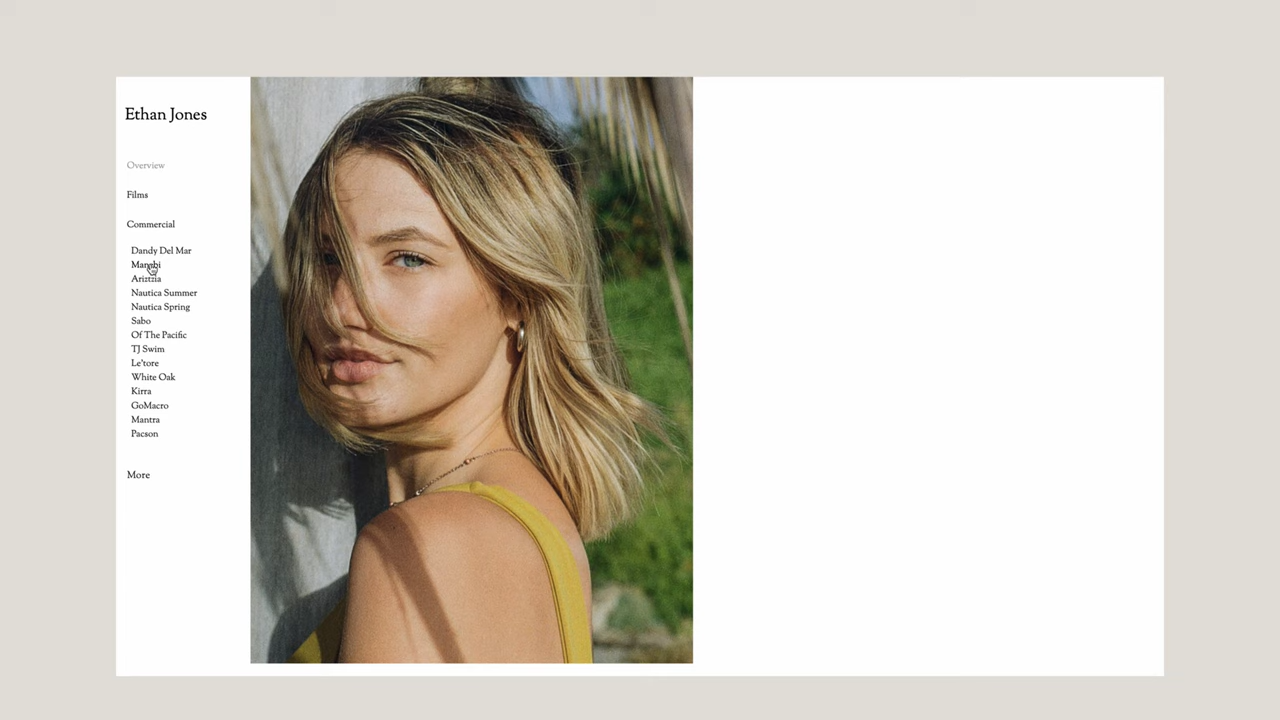 Ethan Jones
Overview
Films
Commercial
Dandy Del Mar
Ariztzia
Nautica Summer
Nautica Spring
Sabo
Of The Pacific
TJ Swim
Le'tore
White Oak
Kirra
GoMacro
Mantra
Pacson
More